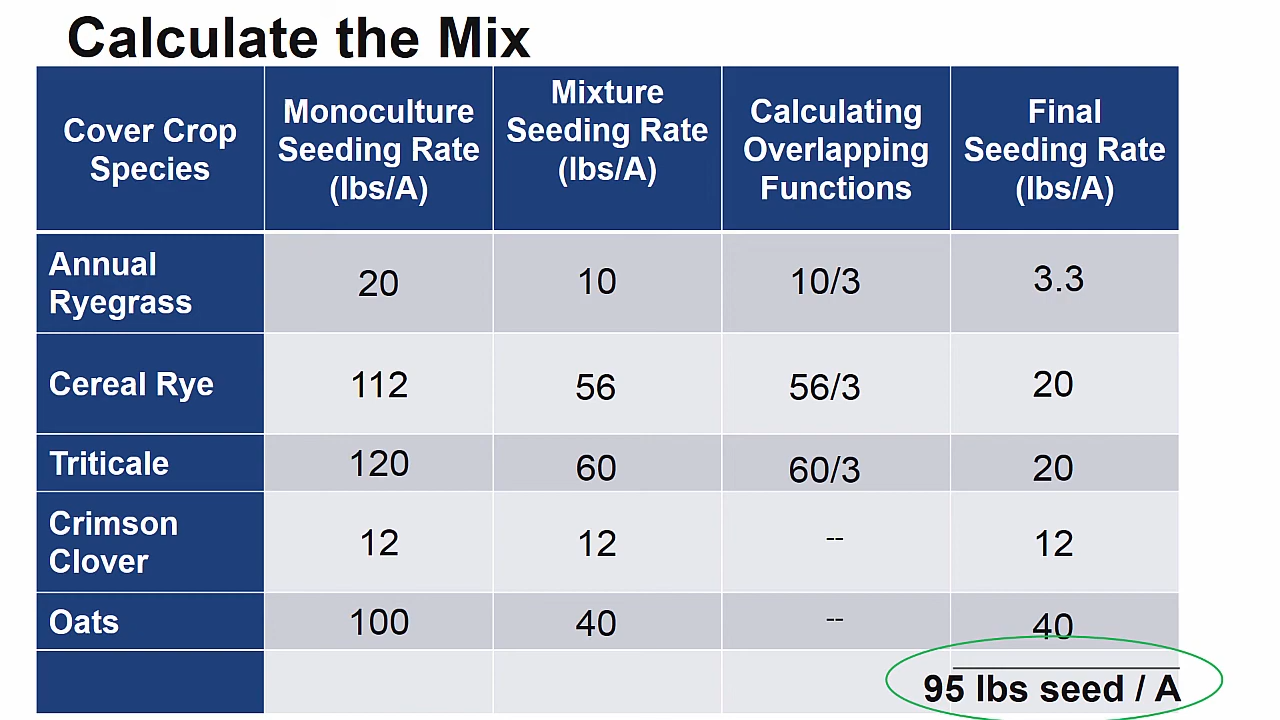 Calculate the Mix
Cover Crop
Species
Monoculture
Seeding Rate
(lbs/A)
Mixture
Seeding Rate
(lbs/A)
Calculating
Overlapping
Functions
Final
Seeding Rate
(lbs/A)
Annual
Ryegrass
20
10
10/3
3.3
Cereal Rye
112
56
56/3
20
Triticale
120
60
60/3
20
Crimson
Clover
12
12
--
12
Oats
100
40
--
40
95 lbs seed / A